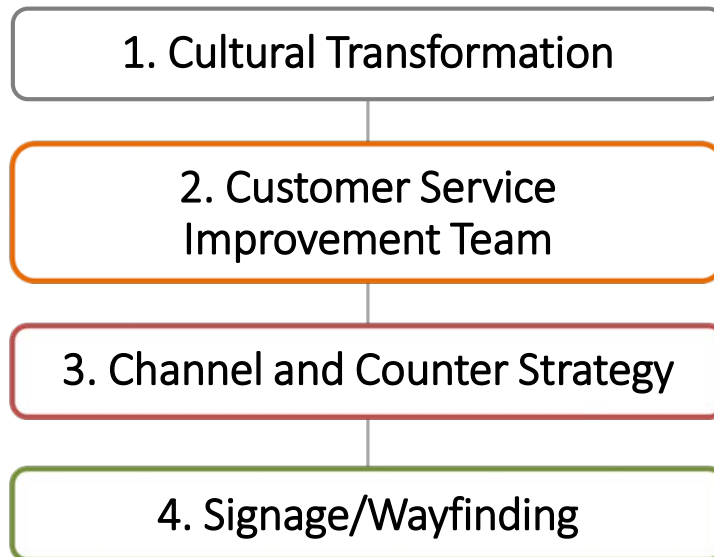 1. Cultural Transformation
2. Customer Service
Improvement Team
3. Channel and Counter Strategy
4. Signage/Wayfinding